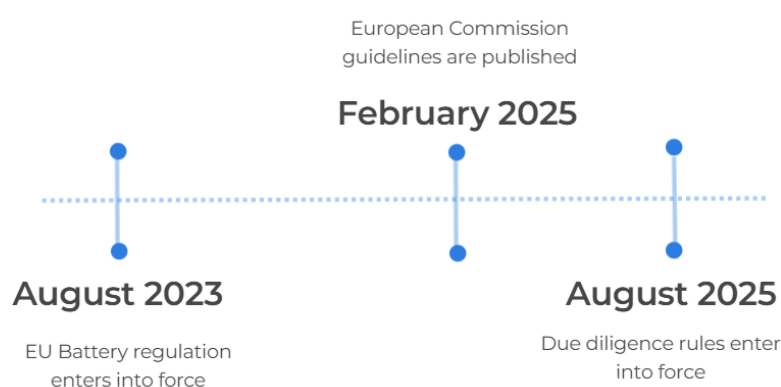 European Commission
guidelines are published
February 2025
August 2023
EU Battery regulation
enters into force
August 2025
Due diligence rules enter
into force